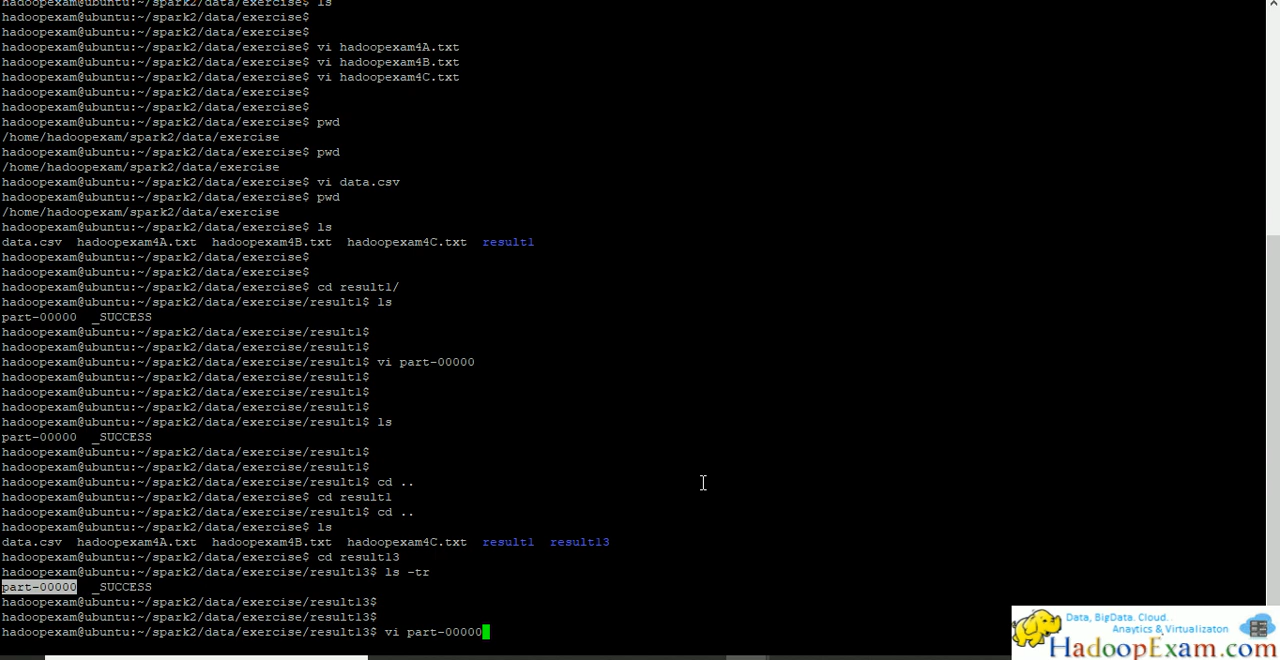 hadoopexam@ubuntu:~/spark2/data/exercise$ ls
hadoopexam@ubuntu:~/spark2/data/exercise$
hadoopexam@ubuntu:~/spark2/data/exercise$
hadoopexam@ubuntu:~/spark2/data/exercise$ vi hadoopexam4A.txt
hadoopexam@ubuntu:~/spark2/data/exercise$ vi hadoopexam4B.txt
hadoopexam@ubuntu:~/spark2/data/exercise$ vi hadoopexam4C.txt
hadoopexam@ubuntu:~/spark2/data/exercise$
hadoopexam@ubuntu:~/spark2/data/exercise$
hadoopexam@ubuntu:~/spark2/data/exercise$ pwd
/home/hadoopexam/spark2/data/exercise
hadoopexam@ubuntu:~/spark2/data/exercise$ pwd
/home/hadoopexam/spark2/data/exercise
hadoopexam@ubuntu:~/spark2/data/exercise$ vi data.csv
hadoopexam@ubuntu:~/spark2/data/exercise$ pwd
/home/hadoopexam/spark2/data/exercise
hadoopexam@ubuntu:~/spark2/data/exercise$ ls
data.csv  hadoopexam4A.txt  hadoopexam4B.txt  hadoopexam4C.txt  result1
hadoopexam@ubuntu:~/spark2/data/exercise$
hadoopexam@ubuntu:~/spark2/data/exercise$
hadoopexam@ubuntu:~/spark2/data/exercise$ cd result1/
hadoopexam@ubuntu:~/spark2/data/exercise/result1$ ls
part-00000  _SUCCESS
hadoopexam@ubuntu:~/spark2/data/exercise/result1$
hadoopexam@ubuntu:~/spark2/data/exercise/result1$
hadoopexam@ubuntu:~/spark2/data/exercise/result1$ vi part-00000
hadoopexam@ubuntu:~/spark2/data/exercise/result1$
hadoopexam@ubuntu:~/spark2/data/exercise/result1$
hadoopexam@ubuntu:~/spark2/data/exercise/result1$
hadoopexam@ubuntu:~/spark2/data/exercise/result1$ ls
part-00000  _SUCCESS
hadoopexam@ubuntu:~/spark2/data/exercise/result1$
hadoopexam@ubuntu:~/spark2/data/exercise/result1$
hadoopexam@ubuntu:~/spark2/data/exercise/result1$ cd ..
hadoopexam@ubuntu:~/spark2/data/exercise$ cd result1
hadoopexam@ubuntu:~/spark2/data/exercise/result1$ cd ..
hadoopexam@ubuntu:~/spark2/data/exercise$ ls
data.csv  hadoopexam4A.txt  hadoopexam4B.txt  hadoopexam4C.txt  result1  result13
hadoopexam@ubuntu:~/spark2/data/exercise$ cd result13
hadoopexam@ubuntu:~/spark2/data/exercise/result13$ ls -tr
part-00000  _SUCCESS
hadoopexam@ubuntu:~/spark2/data/exercise/result13$
hadoopexam@ubuntu:~/spark2/data/exercise/result13$
hadoopexam@ubuntu:~/spark2/data/exercise/result13$ vi part-00000
Data, BigData. Cloud..
Anaytics & Virtualizaton
HadoopExam.com